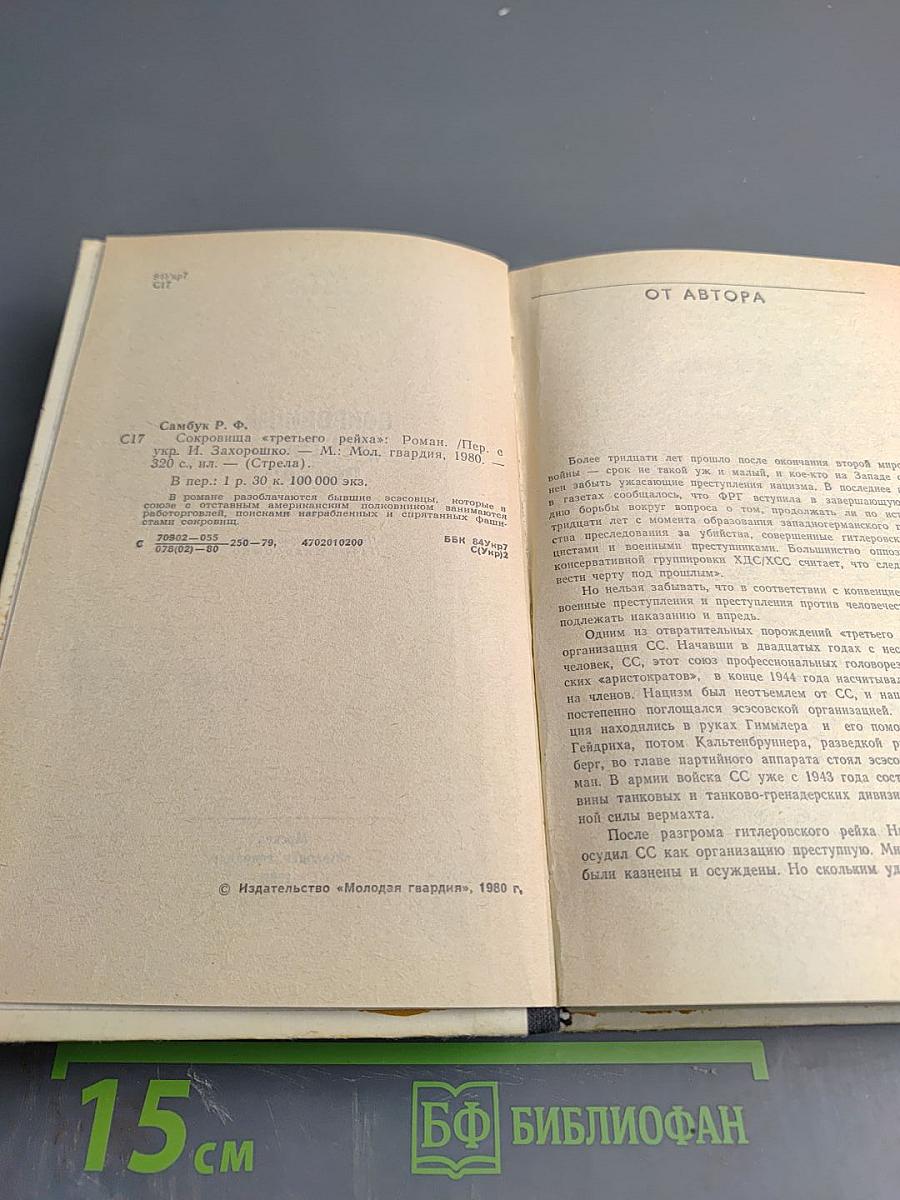 84Укр7
С17
Самбук Р. Ф.
С17 Сокровища «третьего рейха»: Роман. /Пер. с
укр. И. Захорошко. — М.: Мол. гвардия, 1980. —
320 с., ил. — (Стрела).
В пер.: 1 р. 30 к. 100 000 экз.
В романе разоблачаются бывшие эсэсовцы, которые в
союзе с отставным американским полковником занимаются
работорговлей, поисками награбленных и спрятанных фаши-
стами сокровищ.
С 70302—055
078(02)—80 —250—79, 4702010200
ББК 84Укр7
С(Укр)2
© Издательство «Молодая гвардия», 1980 г,
ОТ АВТОРА
Более тридцати лет прошло после окончания второй миро
войны — срок не такой уж и малый, и кое-кто на Западе с
нен забыть ужасающие преступления нацизма. В последнее
в газетах сообщалось, что ФРГ вступила в завершающую
дию борьбы вокруг вопроса о том, продолжать ли по ист
тридцати лет с момента образования западногерманского г
ства преследования за убийства, совершенные гитлеровск
цистами и военными преступниками. Большинство оппоз
консервативной группировки ХДС/ХСС считает, что след
вести черту под прошлым».
Но нельзя забывать, что в соответствии с конвенцие
военные преступления и преступления против человечес
подлежать наказанию и впредь.
Одним из отвратительных порождений «третьего
организация СС. Начавши в двадцатых годах с нес
человек, СС, этот союз профессиональных головорез
ских «аристократов», в конце 1944 года насчитывал
на членов. Нацизм был неотъемлем от СС, и нац
постепенно поглощался эсэсовской организацией.
ция находились в руках Гиммлера и его помо
Гейдриха, потом Кальтенбруннера, разведкой р
берг, во главе партийного аппарата стоял эсэсо
ман. В армии войска СС уже с 1943 года сост
вины танковых и танково-гренадерских дивизи
ной силы вермахта.
После разгрома гитлеровского рейха Н
осудил СС как организацию преступную. Мн
были казнены и осуждены. Но скольким уд
15 см
БФ БИБЛИОФАН